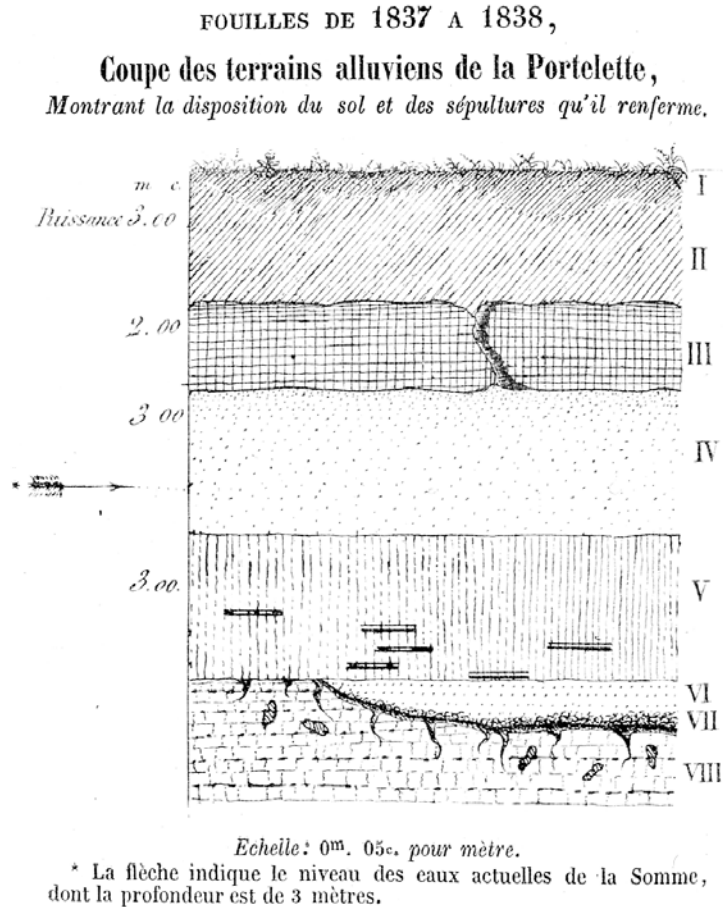 FOUILLES DE 1837 A 1838,
Coupe des terrains alluviens de la Portelette,
Montrant la disposition du sol et des sépultures qu'il renferme.
m c.
I
Puissance 3.00
II
2.00
III
3 00
IV
*
3.00.
V
VI
VII
VIII
Echelle: 0m. 05c. pour mètre.
* La flèche indique le niveau des eaux actuelles de la Somme,
dont la profondeur est de 3 mètres.